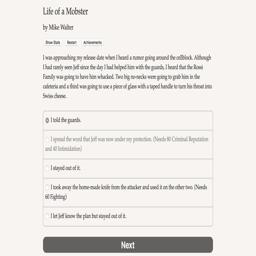 Life of a Mobster
by Mike Walter
Show Stats Restart Achievements
I was approaching my release date when I heard a rumor going around the cellblock. Although
I had rarely seen Jeff since the day I had helped him with the guards, I heard that the Rossi
Family was going to have him whacked. Two big no-necks were going to grab him in the
cafeteria and a third was going to use a piece of glass with a taped handle to turn his throat into
Swiss cheese.
I told the guards.
I spread the word that Jeff was now under my protection. (Needs 80 Criminal Reputation
and 40 Intimidation)
I stayed out of it.
I took away the home-made knife from the attacker and used it on the other two. (Needs
60 Fighting)
I let Jeff know the plan but stayed out of it.
Next